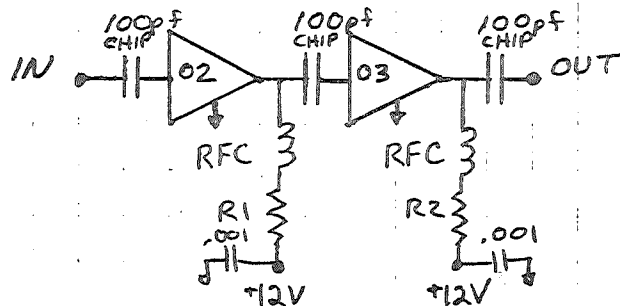 100pf 100pf 100pf
CHIP CHIP CHIP
IN 02 03 OUT
RFC RFC
R1 R2
.001 .001
+12V +12V